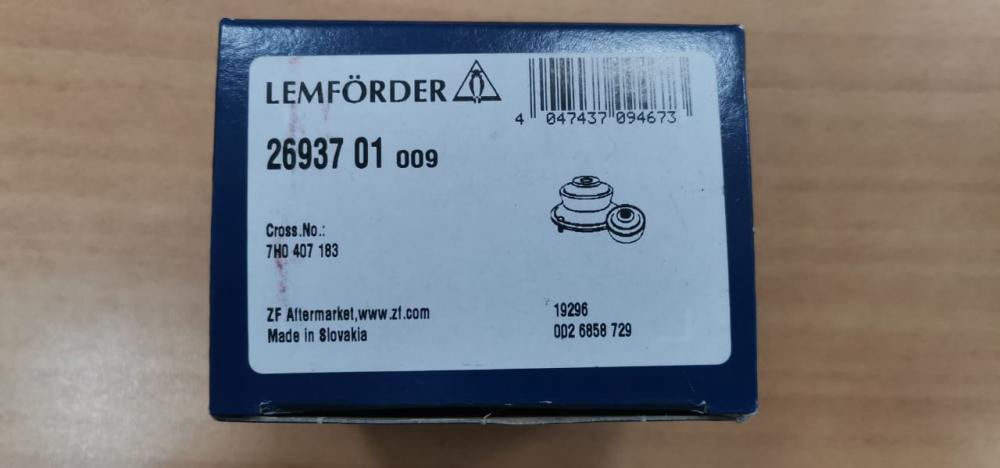 LEMFÖRDER
4 047437 094673
26937 01 009
Cross.No.:
7H0 407 183
ZF Aftermarket,www.zf.com
Made in Slovakia
19296
002 6858 729